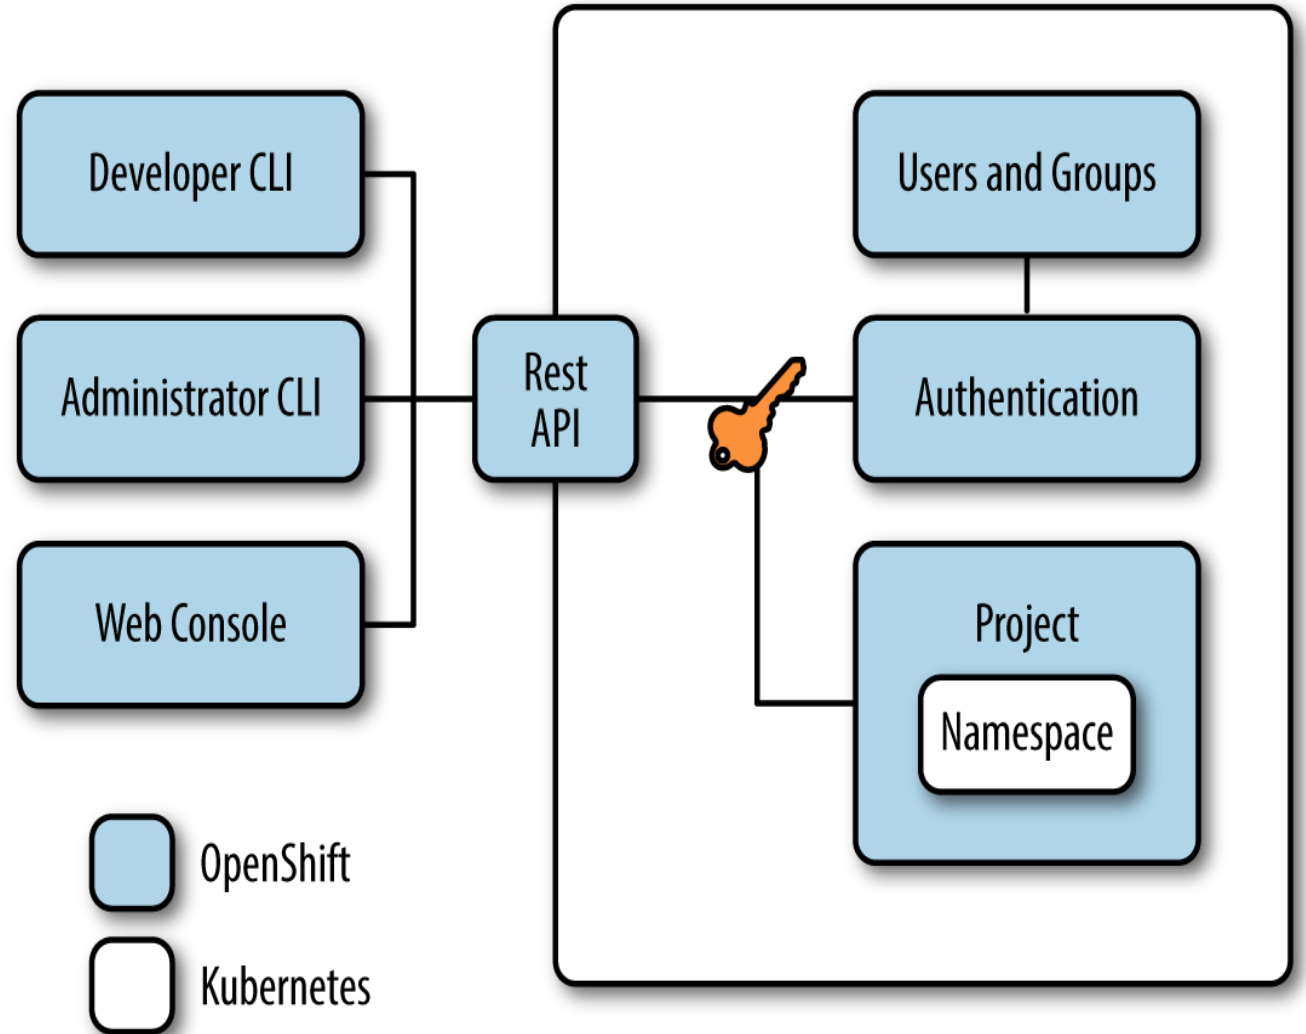 Developer CLI
Administrator CLI
Web Console
Rest
API
Users and Groups
Authentication
Project
Namespace
OpenShift
Kubernetes